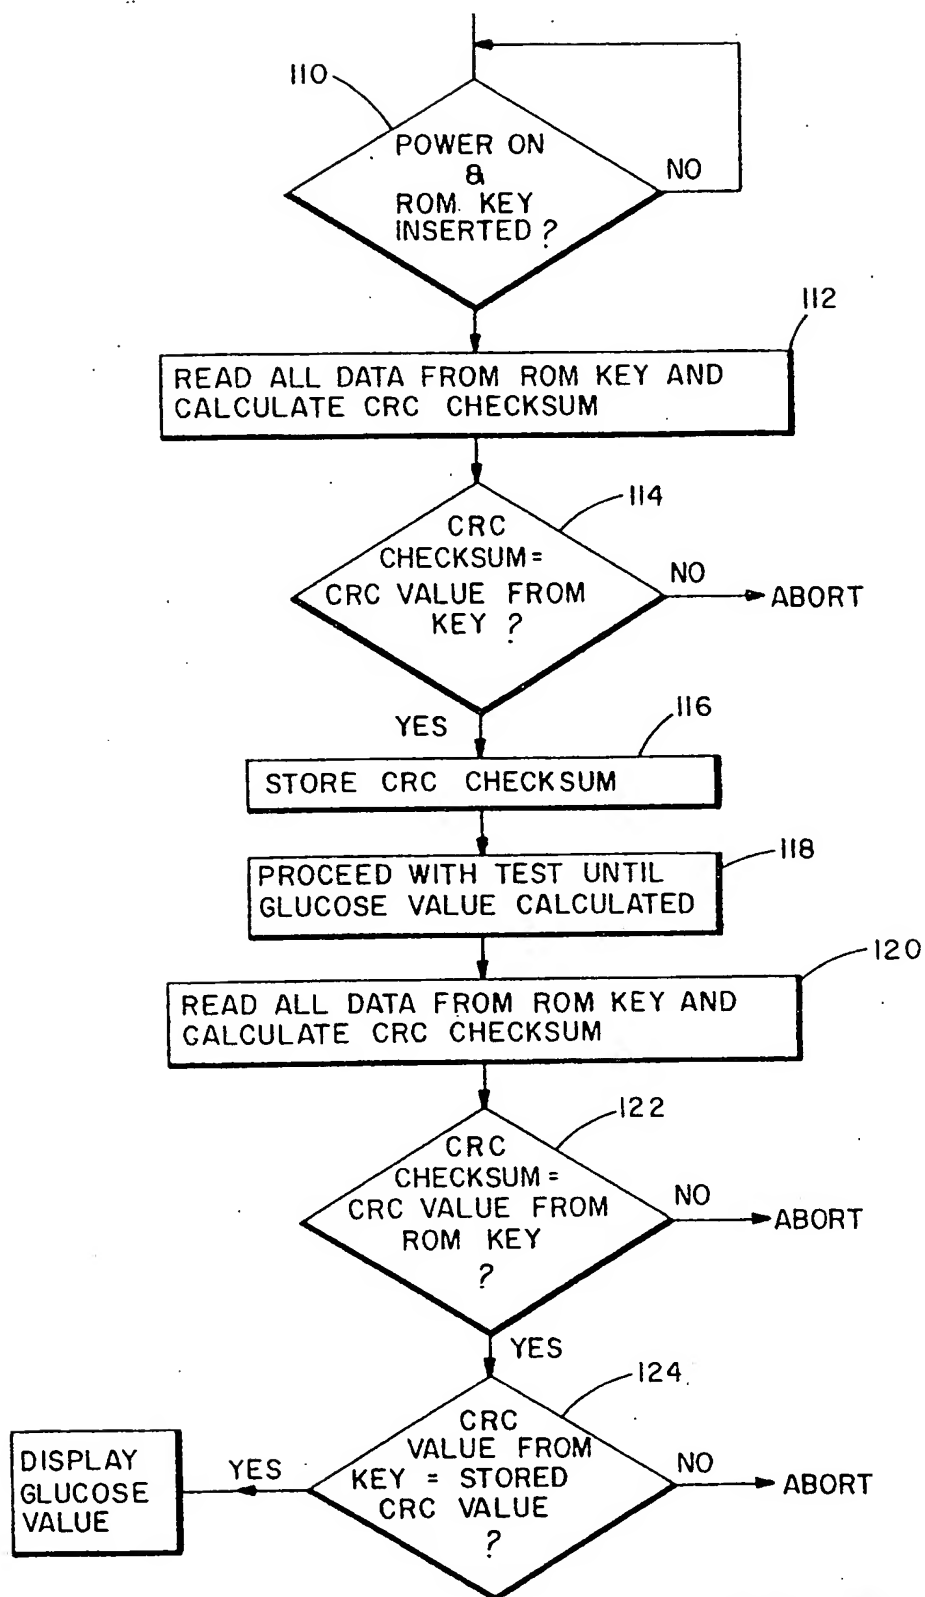 110
POWER ON
&
ROM KEY
INSERTED ?
NO
112
READ ALL DATA FROM ROM KEY AND
CALCULATE CRC CHECKSUM
114
CRC
CHECKSUM =
CRC VALUE FROM
KEY ?
NO
ABORT
YES
116
STORE CRC CHECKSUM
118
PROCEED WITH TEST UNTIL
GLUCOSE VALUE CALCULATED
120
READ ALL DATA FROM ROM KEY AND
CALCULATE CRC CHECKSUM
122
CRC
CHECKSUM =
CRC VALUE FROM
ROM KEY
?
NO
ABORT
YES
124
CRC
VALUE FROM
KEY = STORED
CRC VALUE
?
NO
ABORT
YES
DISPLAY
GLUCOSE
VALUE